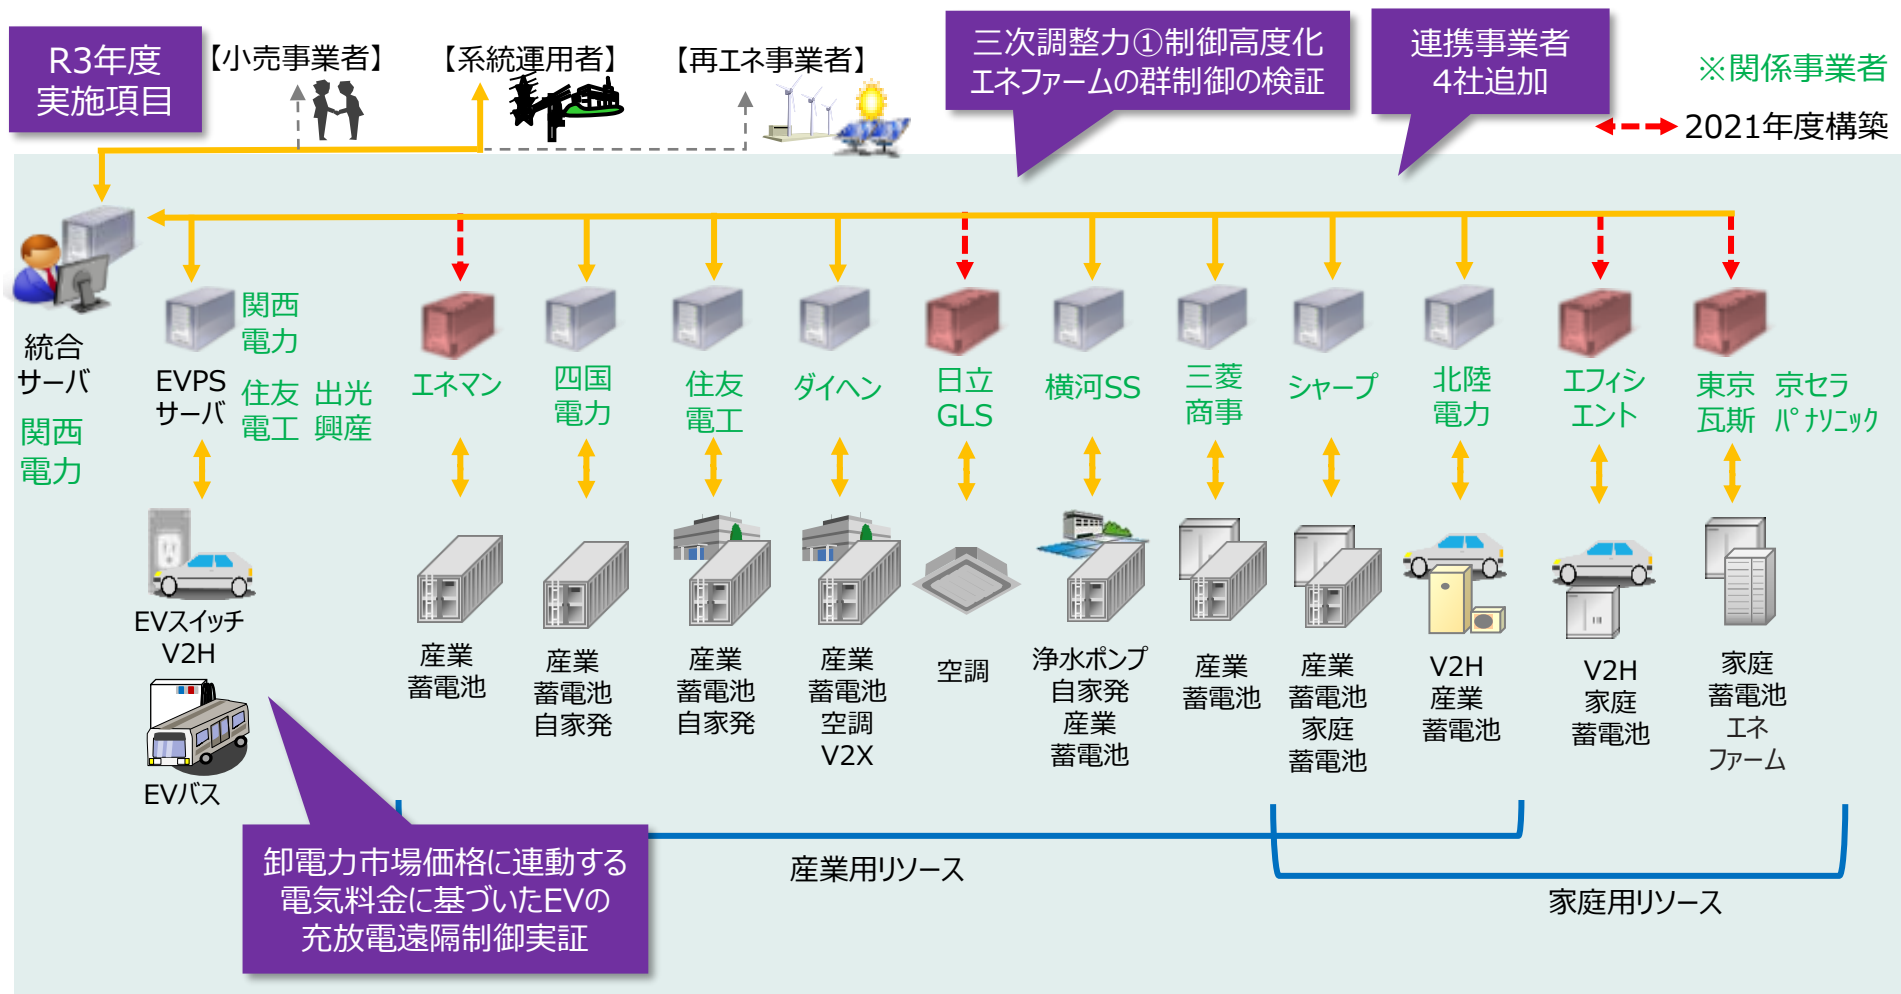 R3年度
実施項目
【小売事業者】
【系統運用者】
【再エネ事業者】
三次調整力①制御高度化
エネファームの群制御の検証
連携事業者
4社追加
※関係事業者
2021年度構築
統合
サーバ
関西
電力
EVPS
サーバ
関西
電力
住友
電工
出光
興産
エネマン
四国
電力
住友
電工
ダイヘン
日立
GLS
横河SS
三菱
商事
シャープ
北陸
電力
エフィシ
エント
東京
瓦斯
京セラ
パナソニック
EVスイッチ
V2H
EVバス
産業
蓄電池
産業
蓄電池
自家発
産業
蓄電池
自家発
産業
蓄電池
空調
V2X
空調
浄水ポンプ
自家発
産業
蓄電池
産業
蓄電池
産業
蓄電池
家庭
蓄電池
V2H
産業
蓄電池
V2H
家庭
蓄電池
家庭
蓄電池
エネ
ファーム
卸電力市場価格に連動する
電気料金に基づいたEVの
充放電遠隔制御実証
産業用リソース
家庭用リソース